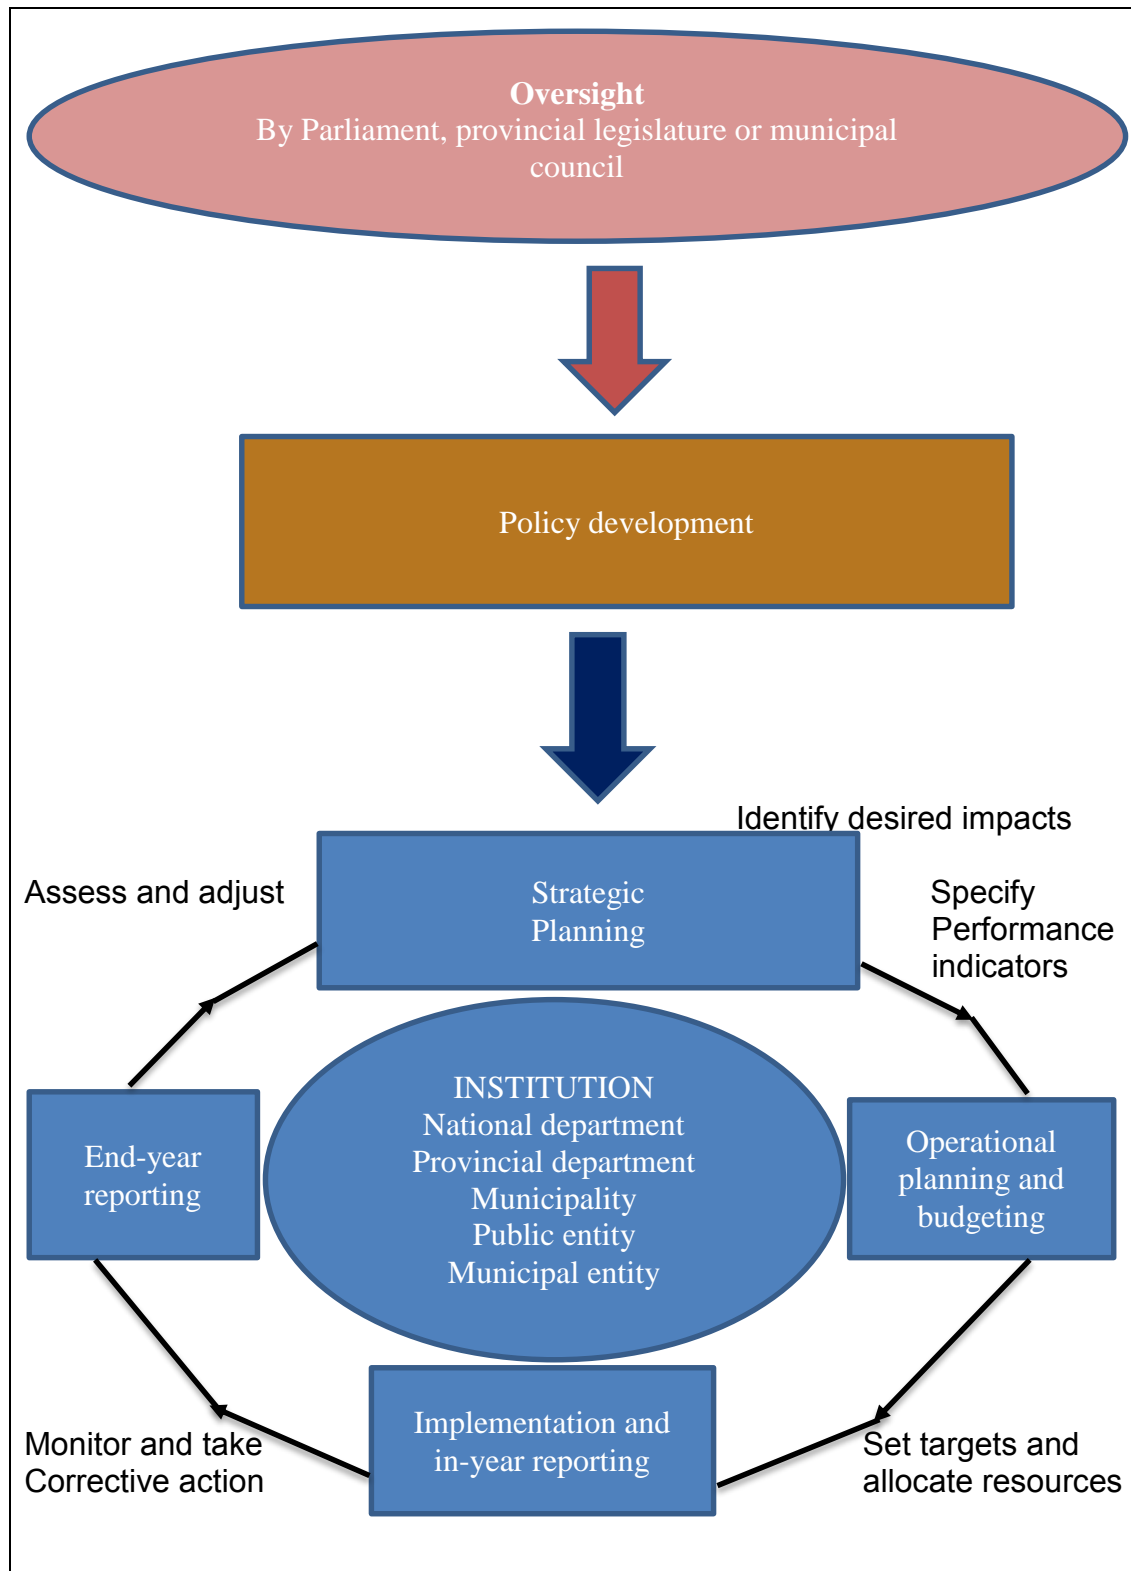 Oversight
By Parliament, provincial legislature or municipal
council
Policy development
Identify desired impacts
Strategic
Planning
Assess and adjust
Specify
Performance
indicators
INSTITUTION
National department
Provincial department
Municipality
Public entity
Municipal entity
End-year
reporting
Operational
planning and
budgeting
Implementation and
in-year reporting
Monitor and take
Corrective action
Set targets and
allocate resources